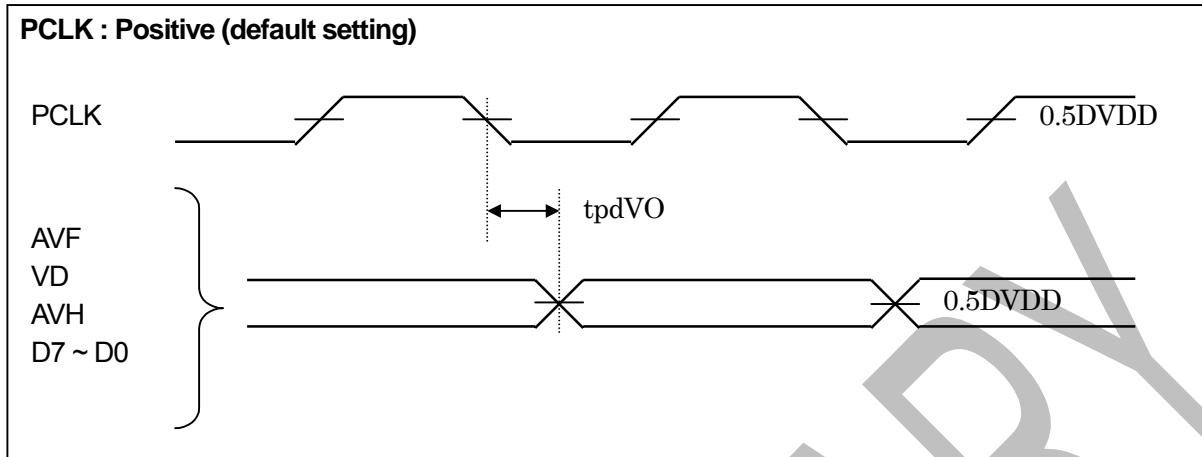 PCLK : Positive (default setting)
PCLK
0.5DVDD
tpdVO
AVF
VD
AVH
D7 ~ D0
0.5DVDD